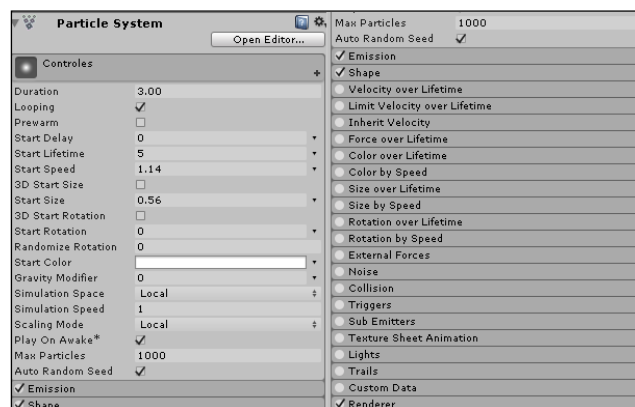 Particle System
Open Editor...
Controles
Duration 3.00
Looping
Prewarm
Start Delay 0
Start Lifetime 5
Start Speed 1.14
3D Start Size
Start Size 0.56
3D Start Rotation
Start Rotation 0
Randomize Rotation 0
Start Color
Gravity Modifier 0
Simulation Space Local
Simulation Speed 1
Scaling Mode Local
Play On Awake*
Max Particles 1000
Auto Random Seed
Emission
Shape
Max Particles 1000
Auto Random Seed
Emission
Shape
Velocity over Lifetime
Limit Velocity over Lifetime
Inherit Velocity
Force over Lifetime
Color over Lifetime
Color by Speed
Size over Lifetime
Size by Speed
Rotation over Lifetime
Rotation by Speed
External Forces
Noise
Collision
Triggers
Sub Emitters
Texture Sheet Animation
Lights
Trails
Custom Data
Renderer